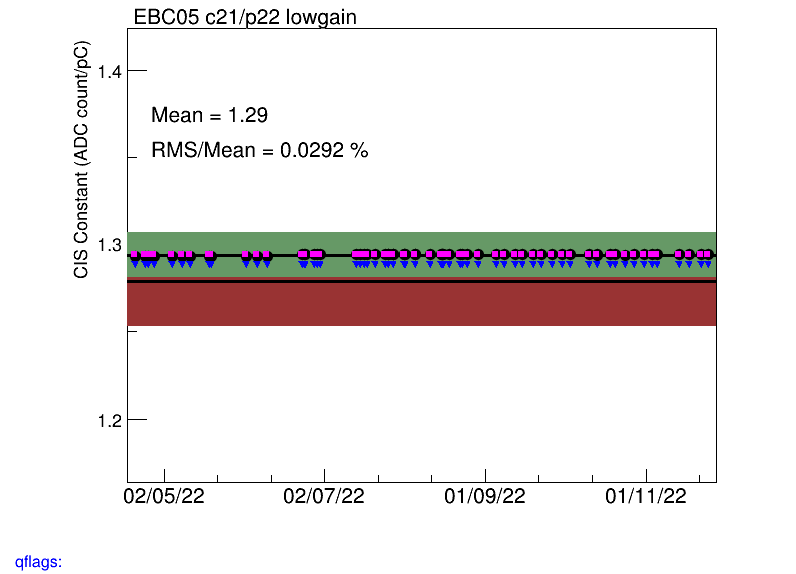 EBC05 c21/p22 lowgain
CIS Constant (ADC count/pC)
1.4
Mean = 1.29
RMS/Mean = 0.0292 %
1.3
1.2
02/05/22 02/07/22 01/09/22 01/11/22
qflags: